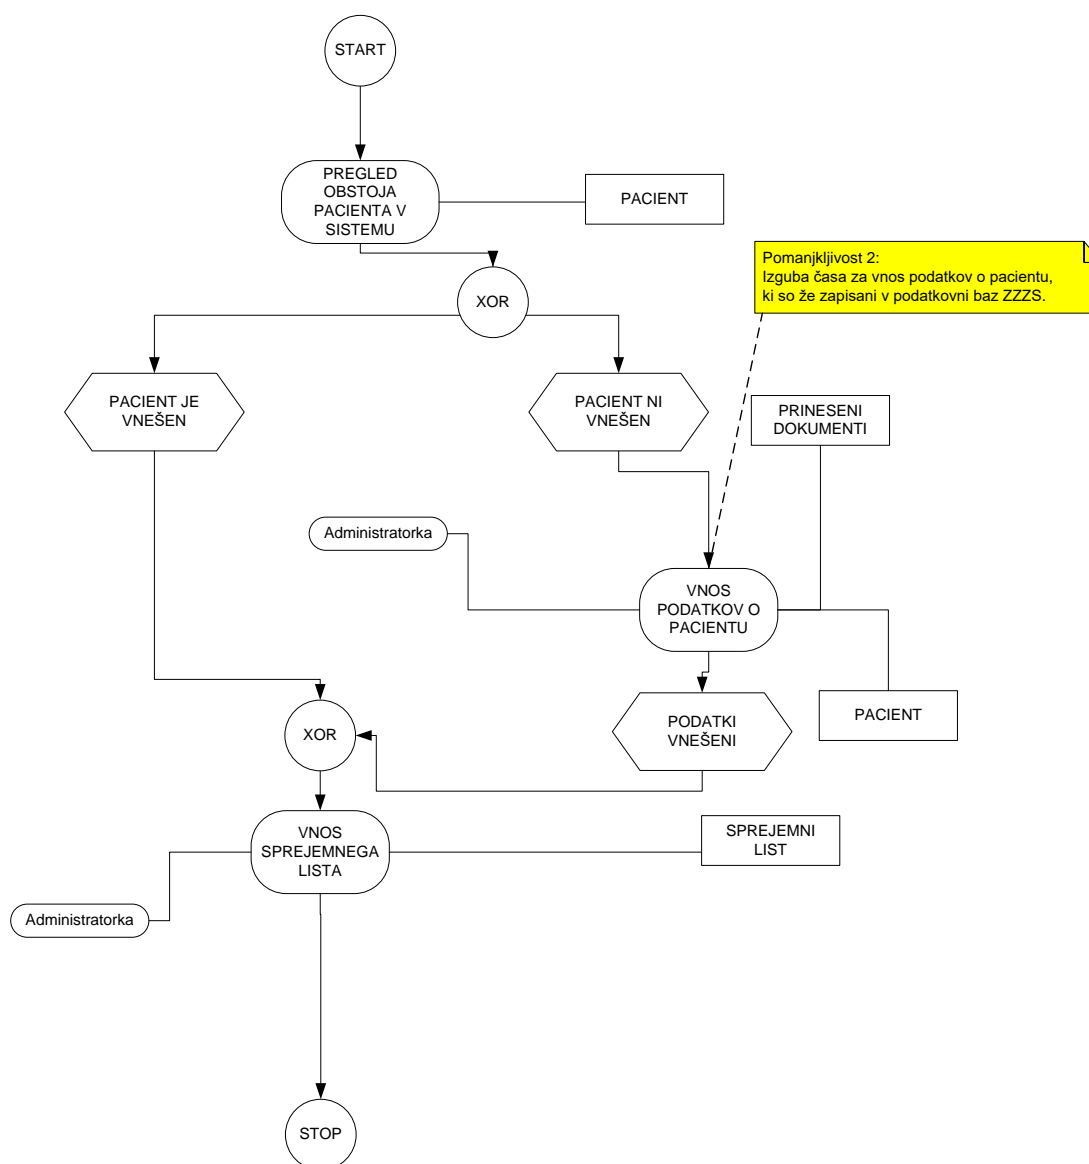 START
PREGLED
OBSTOJA
PACIENTA V
SISTEMU
PACIENT
Pomanjkljivost 2:
Izguba časa za vnos podatkov o pacientu,
ki so že zapisani v podatkovni baz ZZZS.
XOR
PACIENT JE
VNEŠEN
PACIENT NI
VNEŠEN
PRINESENI
DOKUMENTI
Administratorka
VNOS
PODATKOV O
PACIENTU
PACIENT
PODATKI
VNEŠENI
XOR
VNOS
SPREJEMNEGA
LISTA
SPREJEMNI
LIST
Administratorka
STOP